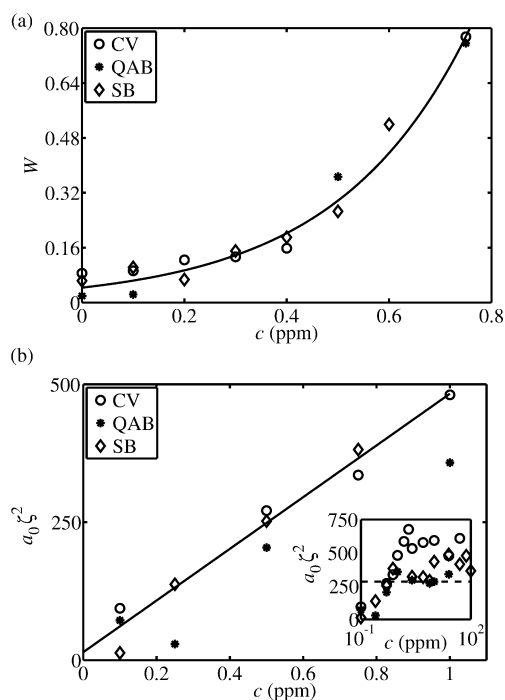 (a)
0.80
0.64
0.48
0.32
0.16
0
W
CV
QAB
SB
0 0.2 0.4 0.6 0.8
c (ppm)
(b)
500
250
0
a₀ζ²
CV
QAB
SB
750
500
250
0
a₀ζ²
10⁻¹ 10²
c (ppm)
0 0.2 0.4 0.6 0.8 1
c (ppm)